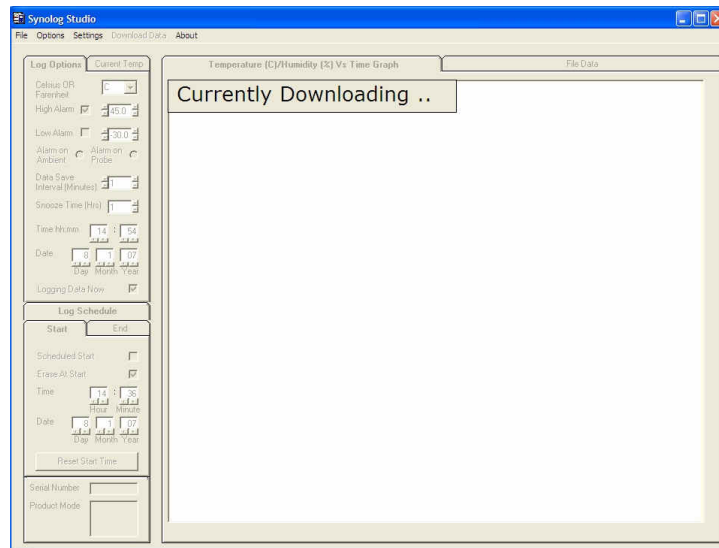 Synolog Studio
File Options Settings Download Data About
Log Options Current Temp
Temperature (C)/Humidity (%) Vs Time Graph File Data
Currently Downloading ..
Celsius OR
Farenheit
C
High Alarm 45.0
Low Alarm -30.0
Alarm on
Ambient
Alarm on
Probe
Data Save
Interval (Minutes) 1
Snooze Time (Hrs) 1
Time hh:mm 14 : 54
Date 8 1 07
Day Month Year
Logging Data Now
Log Schedule
Start End
Scheduled Start
Erase At Start
Time 14 : 36
Hour Minute
Date 8 1 07
Day Month Year
Reset Start Time
Serial Number
Product Mode